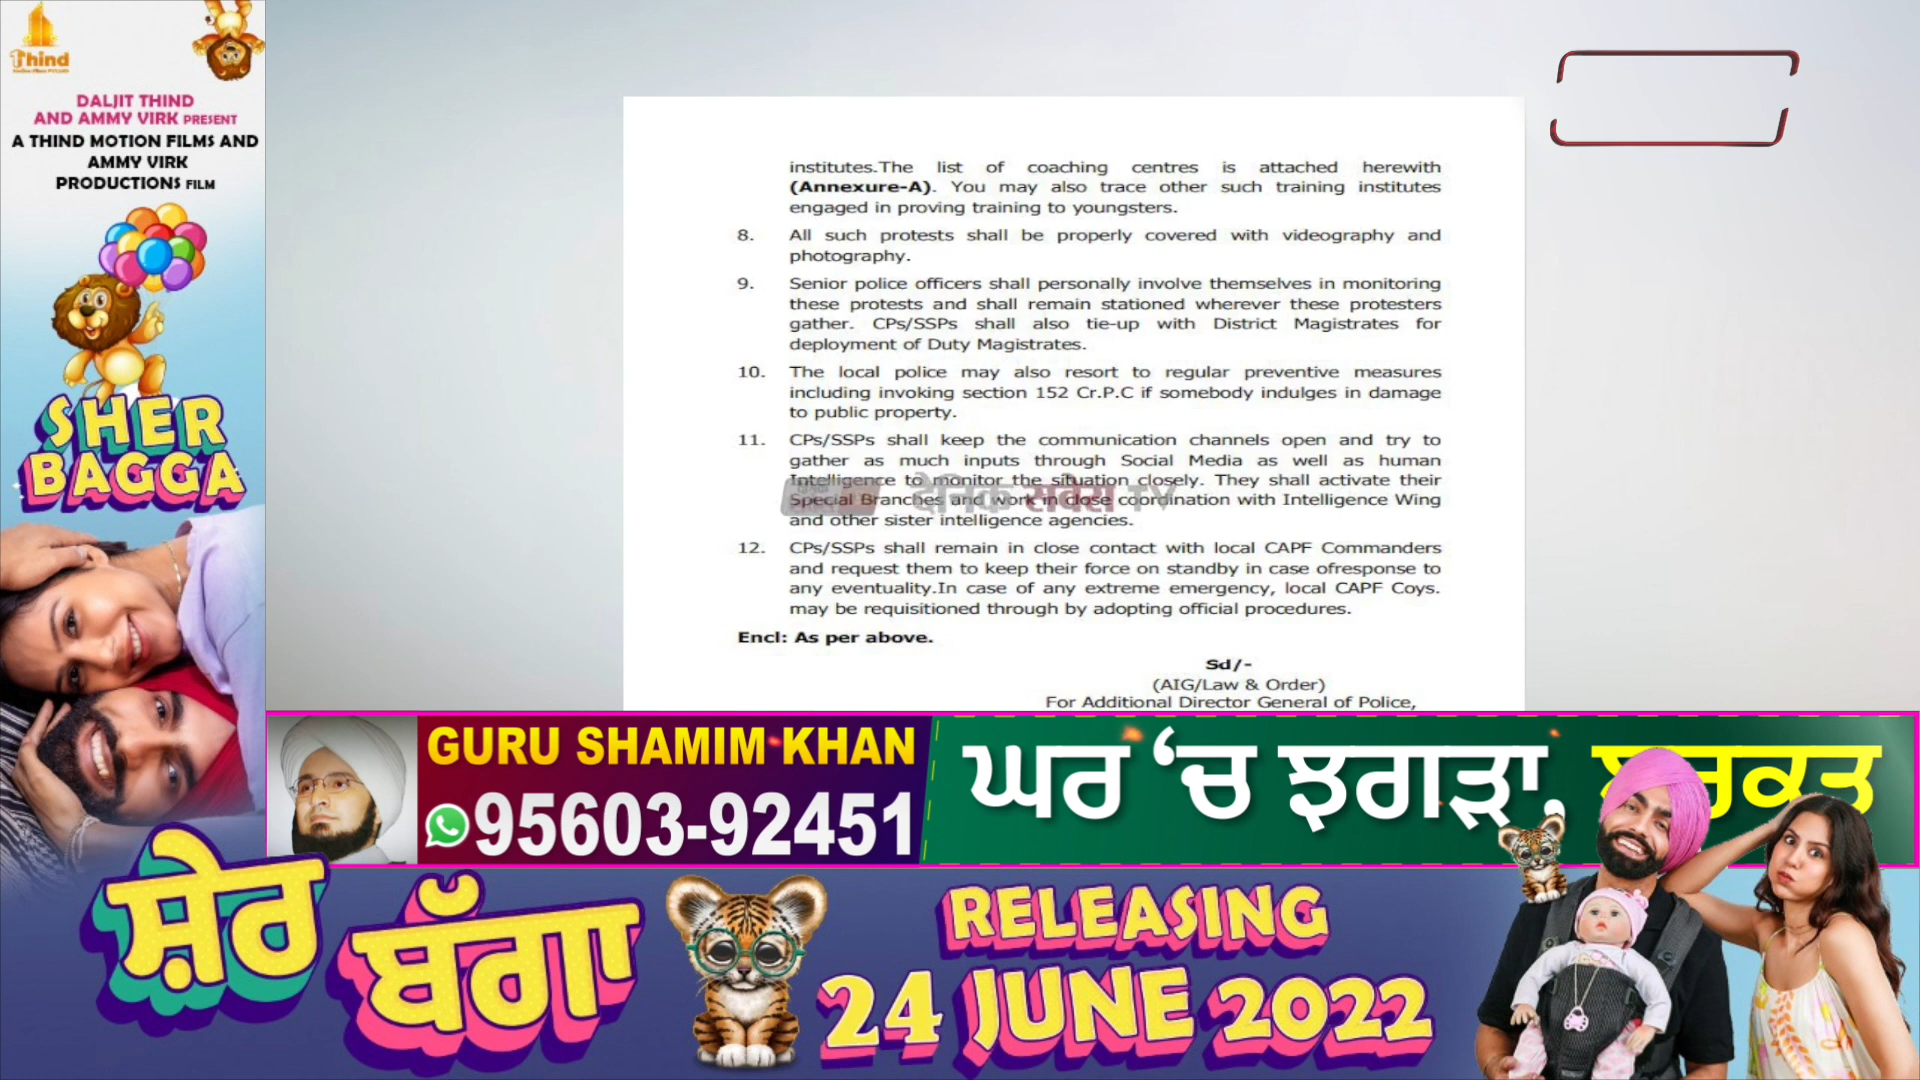 Thind
DALJIT THIND
AND AMMY VIRK PRESENT
A THIND MOTION FILMS AND
AMMY VIRK
PRODUCTIONS FILM
SHER
BAGGA
institutes.The list of coaching centres is attached herewith
(Annexure-A). You may also trace other such training institutes
engaged in proving training to youngsters.
8. All such protests shall be properly covered with videography and
photography.
9. Senior police officers shall personally involve themselves in monitoring
these protests and shall remain stationed wherever these protesters
gather. CPs/SSPs shall also tie-up with District Magistrates for
deployment of Duty Magistrates.
10. The local police may also resort to regular preventive measures
including invoking section 152 Cr.P.C if somebody indulges in damage
to public property.
11. CPs/SSPs shall keep the communication channels open and try to
gather as much inputs through Social Media as well as human
Intelligence to monitor the situation closely. They shall activate their
Special Branches and work in close coordination with Intelligence Wing
and other sister intelligence agencies.
दैनिक सवेरा TV
12. CPs/SSPs shall remain in close contact with local CAPF Commanders
and request them to keep their force on standby in case ofresponse to
any eventuality.In case of any extreme emergency, local CAPF Coys.
may be requisitioned through by adopting official procedures.
Encl: As per above.
Sd/-
(AIG/Law & Order)
For Additional Director General of Police,
GURU SHAMIM KHAN
95603-92451
ਘਰ ‘ਚ ਝਗੜਾ,
ਸ਼ੇਰ
ਬੱਗਾ
RELEASING
24 JUNE 2022